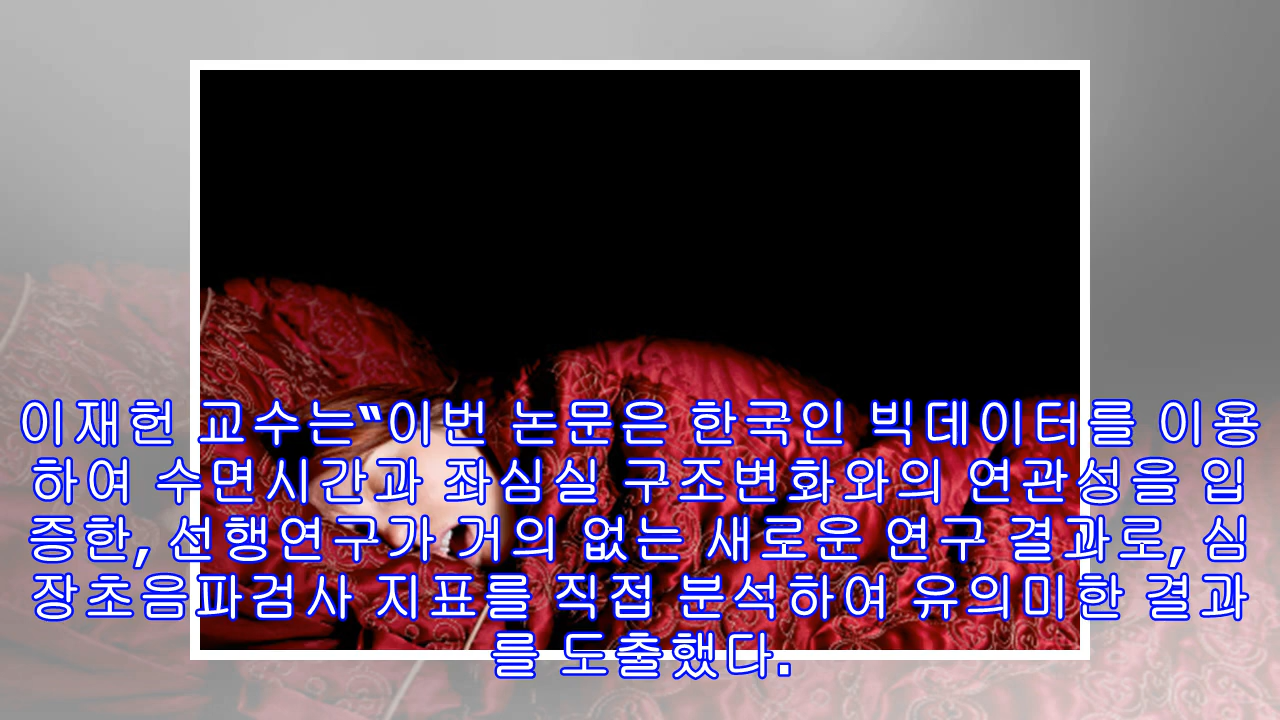 이재헌 교수는“이번 논문은 한국인 빅데이터를 이용
하여 수면시간과 좌심실 구조변화와의 연관성을 입
증한, 선행연구가 거의 없는 새로운 연구 결과로, 심
장초음파검사 지표를 직접 분석하여 유의미한 결과
를 도출했다.